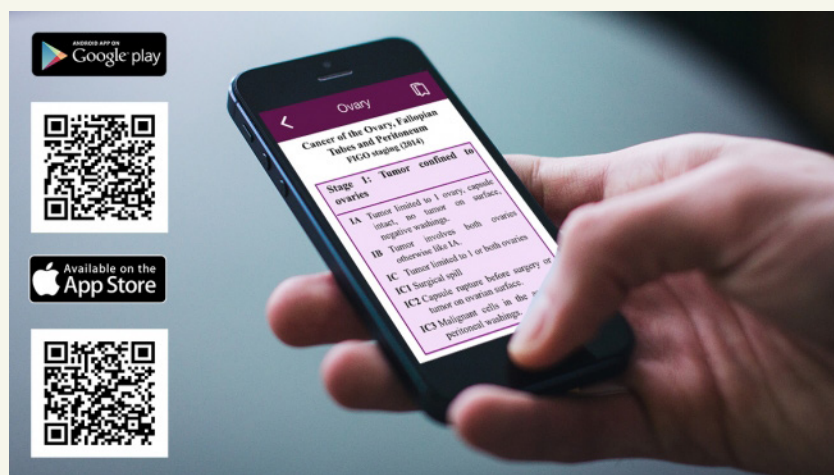 ANDROID APP ON
Google play
Available on the
App Store
Ovary
Cancer of the Ovary, Fallopian
Tubes and Peritoneum
FIGO staging (2014)
Stage 1: Tumor confined to
ovaries
IA Tumor limited to 1 ovary, capsule
intact, no tumor on surface,
negative washings.
IB Tumor involves both ovaries
otherwise like IA.
IC Tumor limited to 1 or both ovaries
IC1 Surgical spill
IC2 Capsule rupture before surgery or
tumor on ovarian surface.
IC3 Malignant cells in the
peritoneal washings.